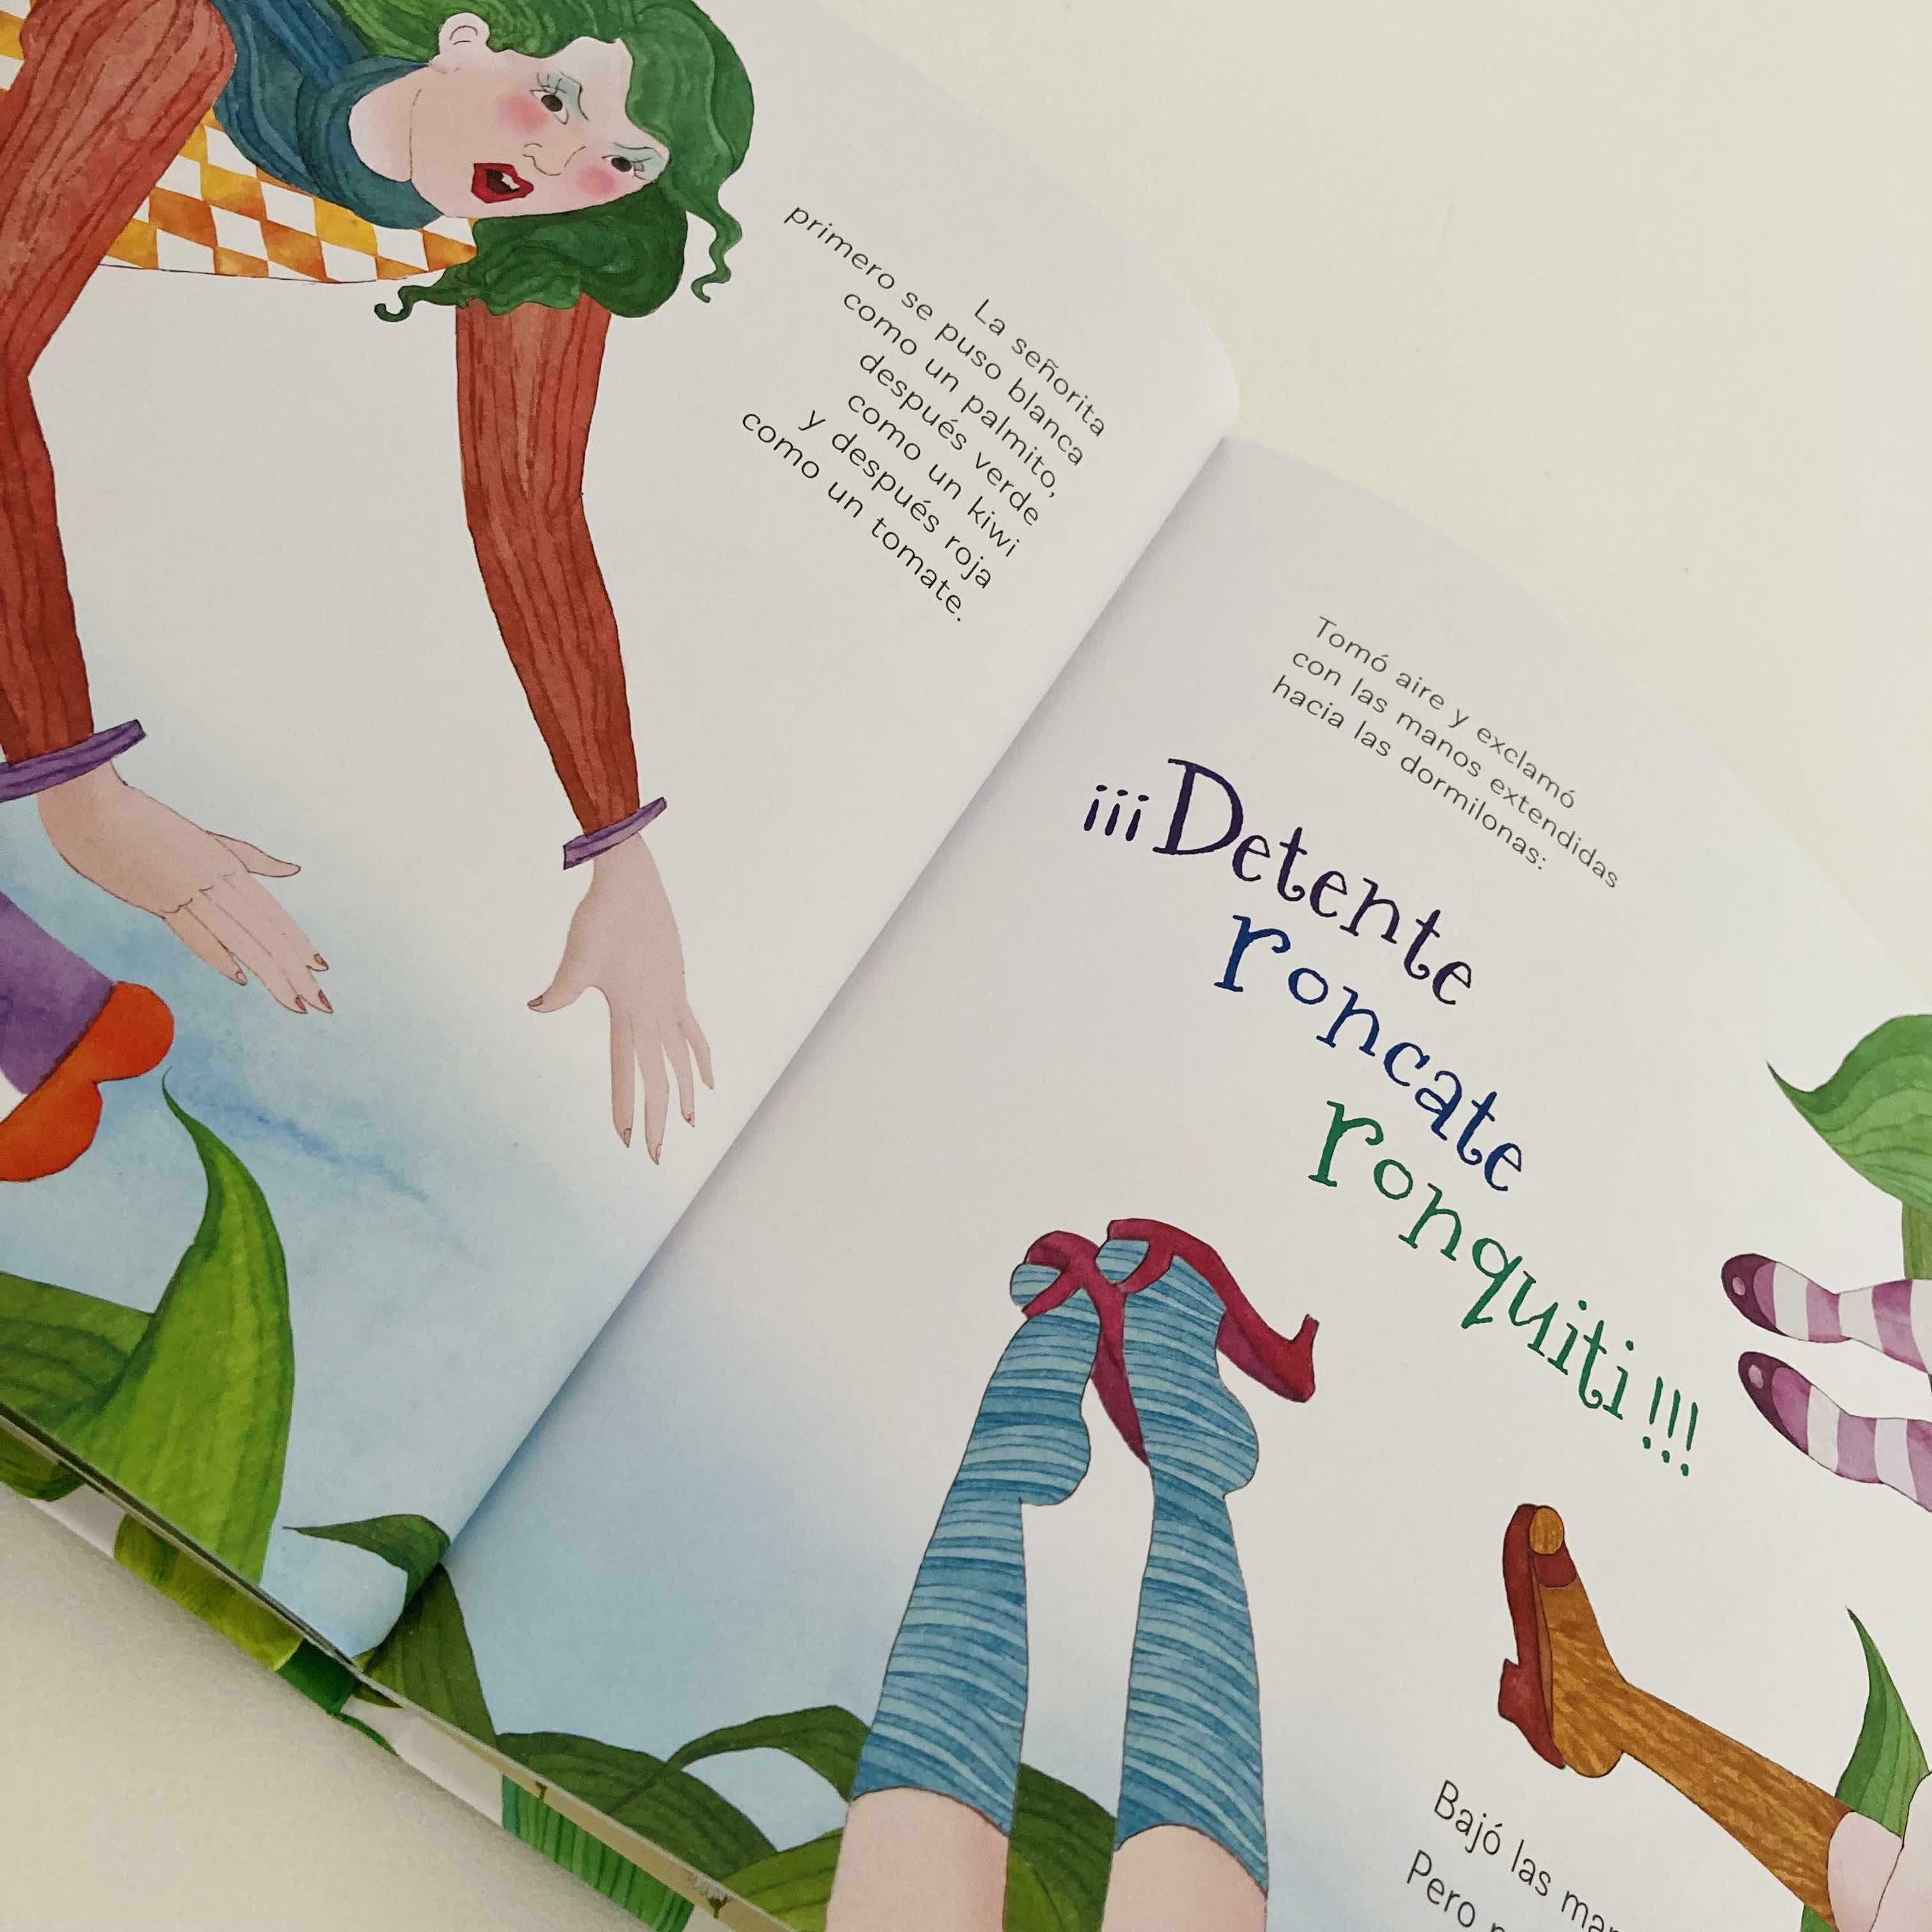 La señorita
primero se puso blanca
como un palmito,
después verde
como un kiwi
y después roja
como un tomate.
Tomó aire y exclamó
con las manos extendidas
hacia las dormilonas:
¡¡¡Detente
roncate
ronquiti!!!
Bajó las
Pero